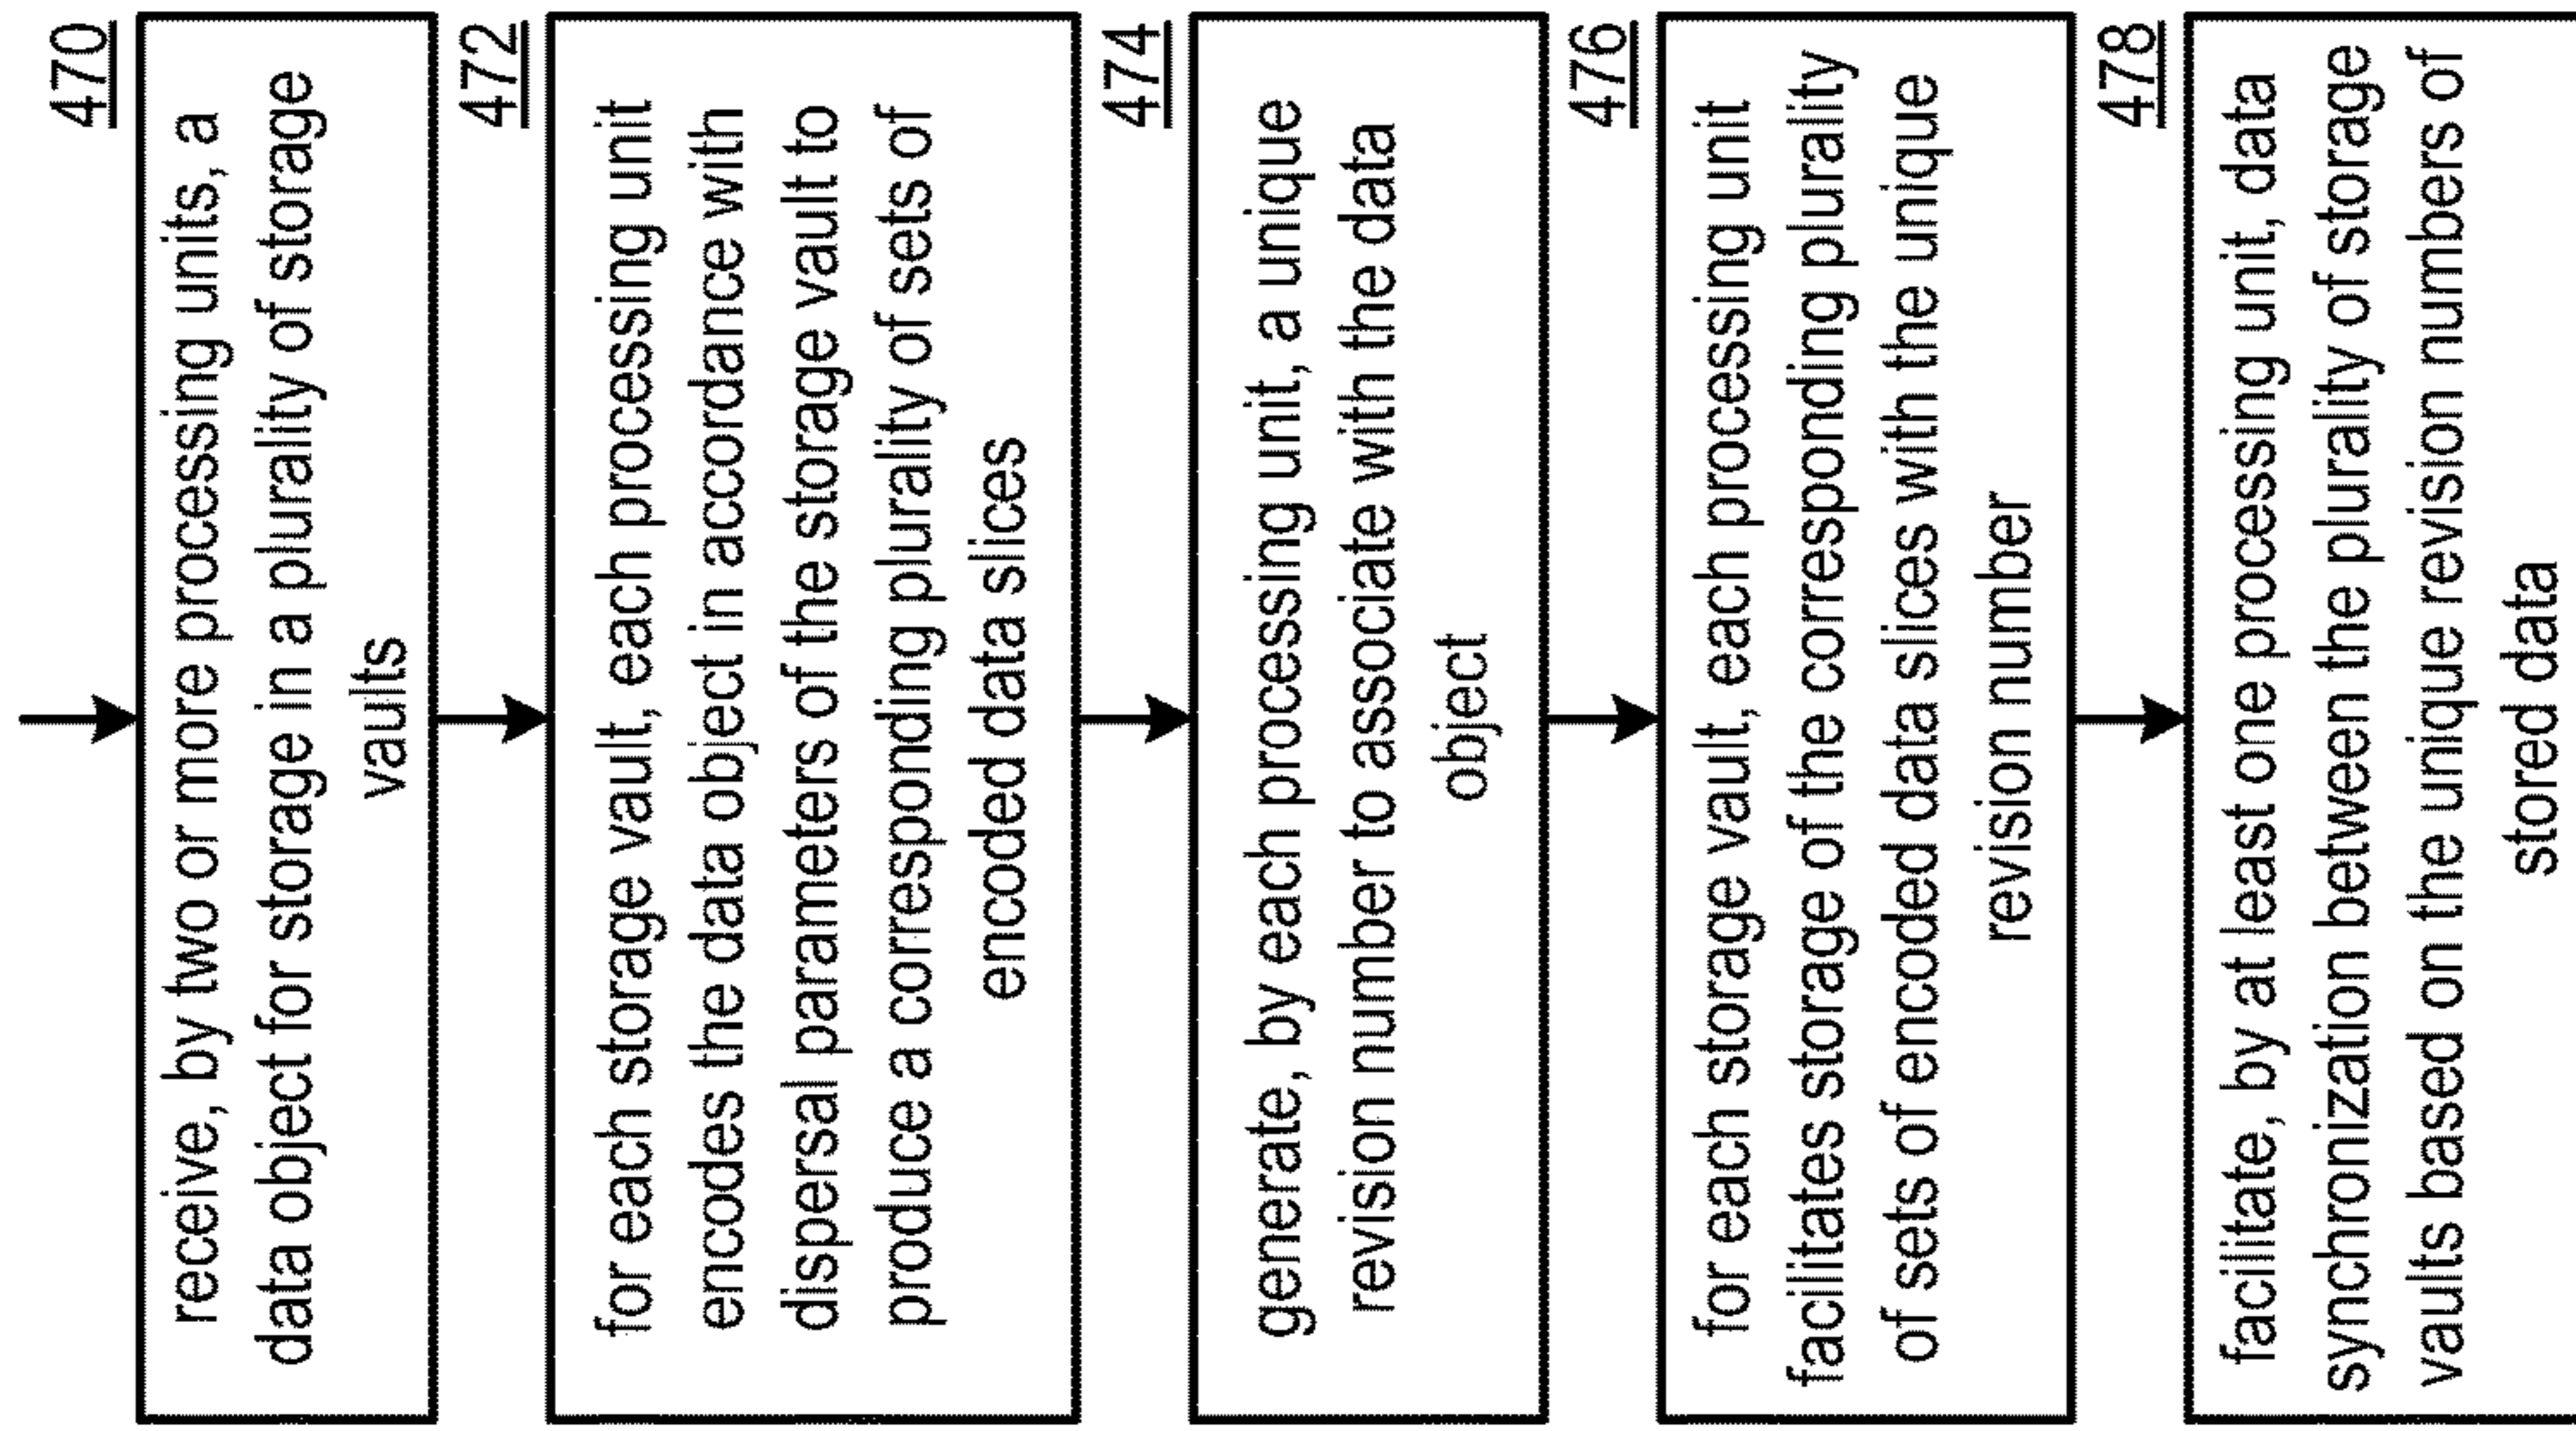 470
receive, by two or more processing units, a
data object for storage in a plurality of storage
vaults
472
for each storage vault, each processing unit
encodes the data object in accordance with
dispersal parameters of the storage vault to
produce a corresponding plurality of sets of
encoded data slices
474
generate, by each processing unit, a unique
revision number to associate with the data
object
476
for each storage vault, each processing unit
facilitates storage of the corresponding plurality
of sets of encoded data slices with the unique
revision number
478
facilitate, by at least one processing unit, data
synchronization between the plurality of storage
vaults based on the unique revision numbers of
stored data